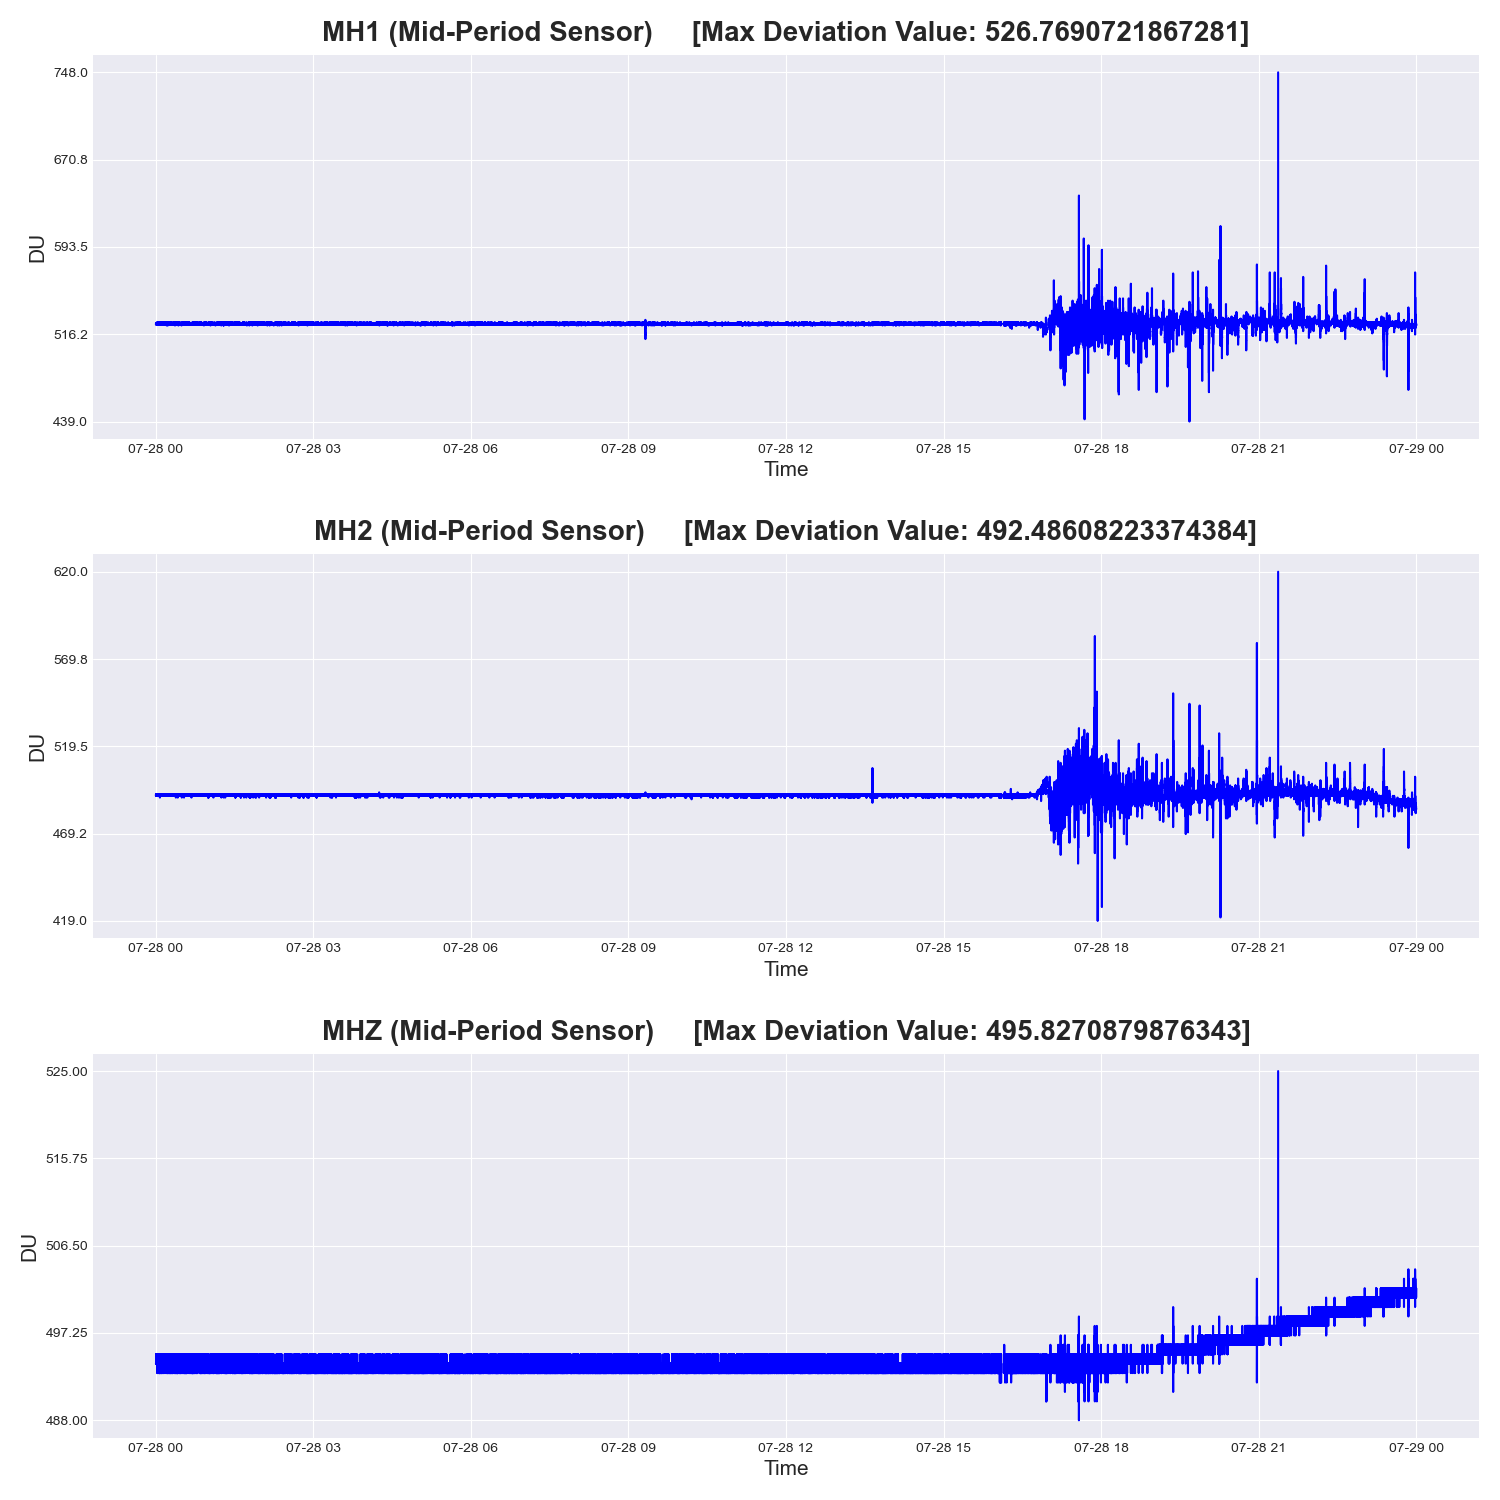 MH1 (Mid-Period Sensor) [Max Deviation Value: 526.7690721867281]
748.0
670.8
593.5
516.2
439.0
DU
07-28 00 07-28 03 07-28 06 07-28 09 07-28 12 07-28 15 07-28 18 07-28 21 07-29 00
Time
MH2 (Mid-Period Sensor) [Max Deviation Value: 492.48608223374384]
620.0
569.8
519.5
469.2
419.0
DU
07-28 00 07-28 03 07-28 06 07-28 09 07-28 12 07-28 15 07-28 18 07-28 21 07-29 00
Time
MHZ (Mid-Period Sensor) [Max Deviation Value: 495.8270879876343]
525.00
515.75
506.50
497.25
488.00
DU
07-28 00 07-28 03 07-28 06 07-28 09 07-28 12 07-28 15 07-28 18 07-28 21 07-29 00
Time